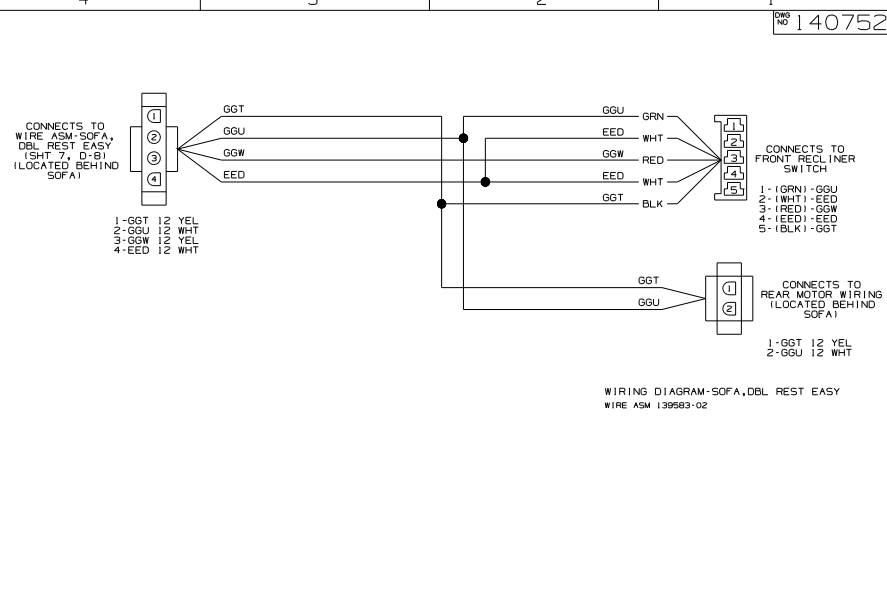 4 3 2 1
DWG NO 140752
CONNECTS TO
WIRE ASM-SOFA,
DBL REST EASY
(SHT 7, D-8)
(LOCATED BEHIND
SOFA)
1
2
3
4
1-GGT 12 YEL
2-GGU 12 WHT
3-GGW 12 YEL
4-EED 12 WHT
GGT
GGU
GGW
EED
GGU GRN
EED WHT
GGW RED
EED WHT
GGT BLK
1
2
3
4
5
CONNECTS TO
FRONT RECLINER
SWITCH
1-(GRN)-GGU
2-(WHT)-EED
3-(RED)-GGW
4-(EED)-EED
5-(BLK)-GGT
GGT
GGU
1
2
CONNECTS TO
REAR MOTOR WIRING
(LOCATED BEHIND
SOFA)
1-GGT 12 YEL
2-GGU 12 WHT
WIRING DIAGRAM-SOFA,DBL REST EASY
WIRE ASM 139583-02